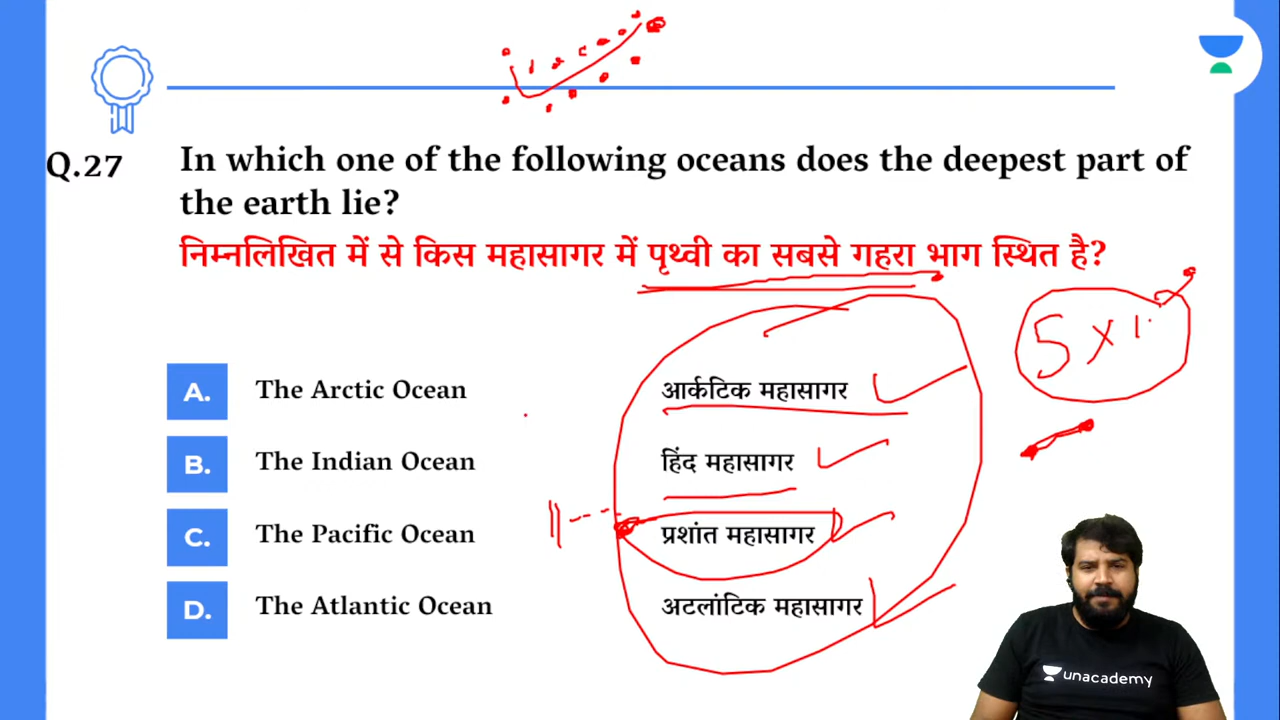 Q.27
In which one of the following oceans does the deepest part of
the earth lie?
निम्नलिखित में से किस महासागर में पृथ्वी का सबसे गहरा भाग स्थित है?
5 x 1
A. The Arctic Ocean आर्कटिक महासागर
B. The Indian Ocean हिंद महासागर
C. The Pacific Ocean प्रशांत महासागर
D. The Atlantic Ocean अटलांटिक महासागर
unacademy